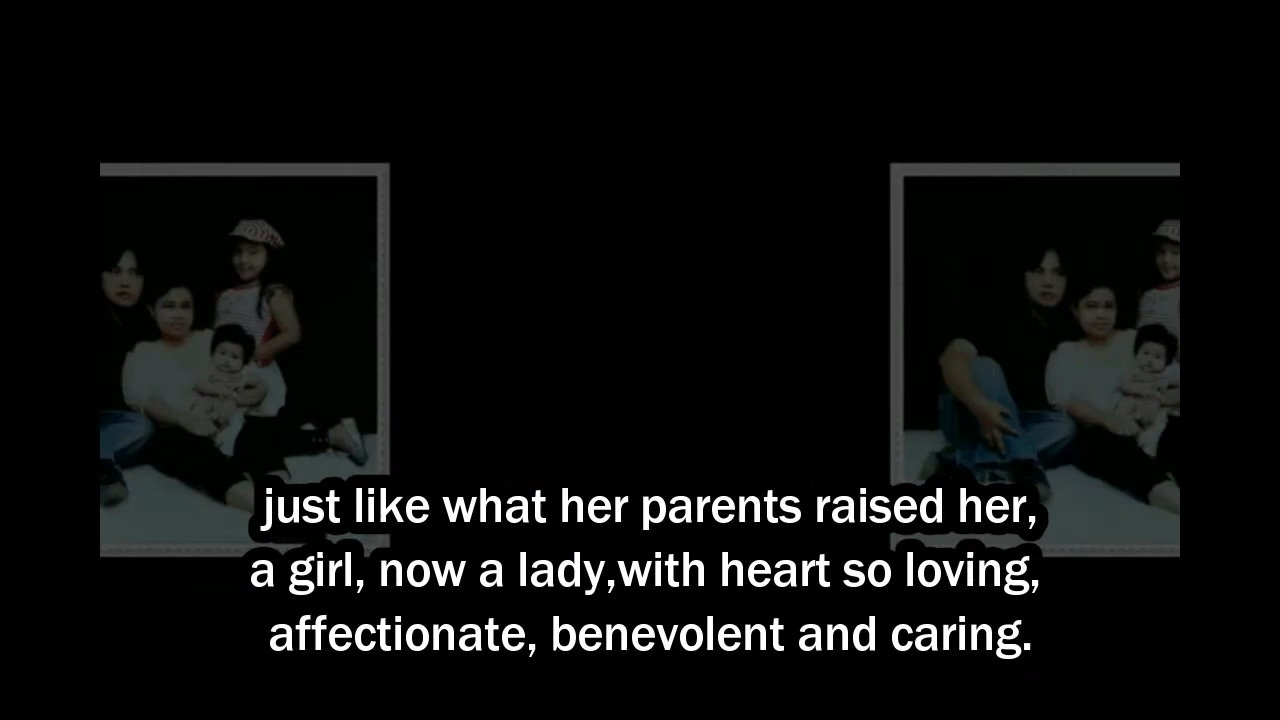 just like what her parents raised her,
a girl, now a lady,with heart so loving,
affectionate, benevolent and caring.